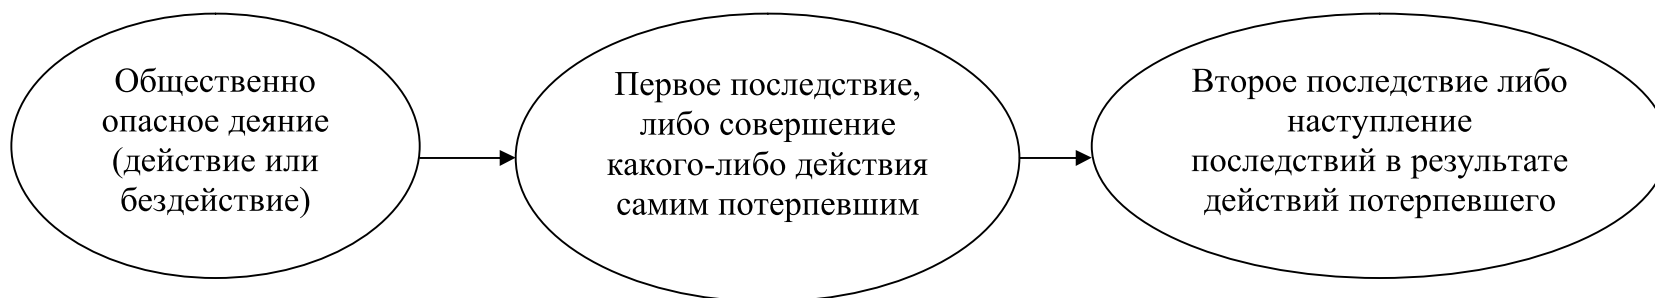 Общественно
опасное деяние
(действие или
бездействие)
Первое последствие,
либо совершение
какого-либо действия
самим потерпевшим
Второе последствие либо
наступление
последствий в результате
действий потерпевшего